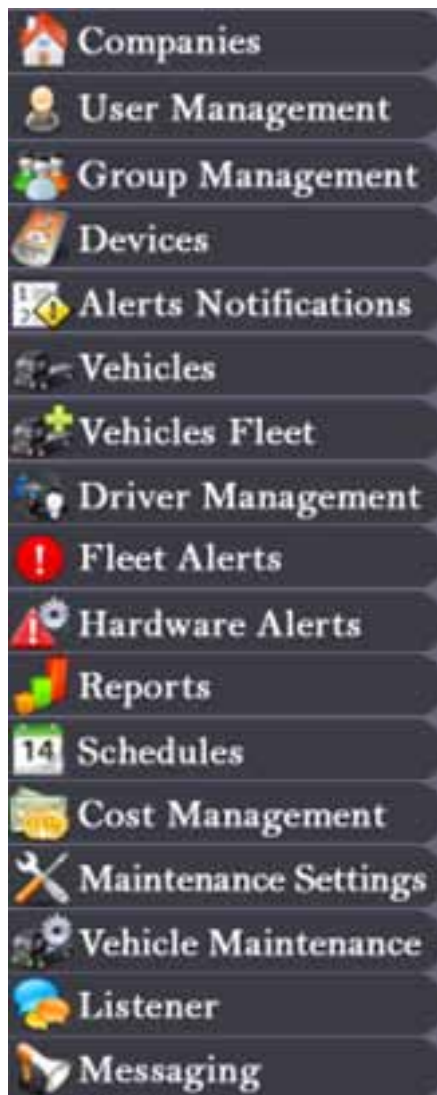 Companies
User Management
Group Management
Devices
Alerts Notifications
Vehicles
Vehicles Fleet
Driver Management
Fleet Alerts
Hardware Alerts
Reports
14 Schedules
Cost Management
Maintenance Settings
Vehicle Maintenance
Listener
Messaging